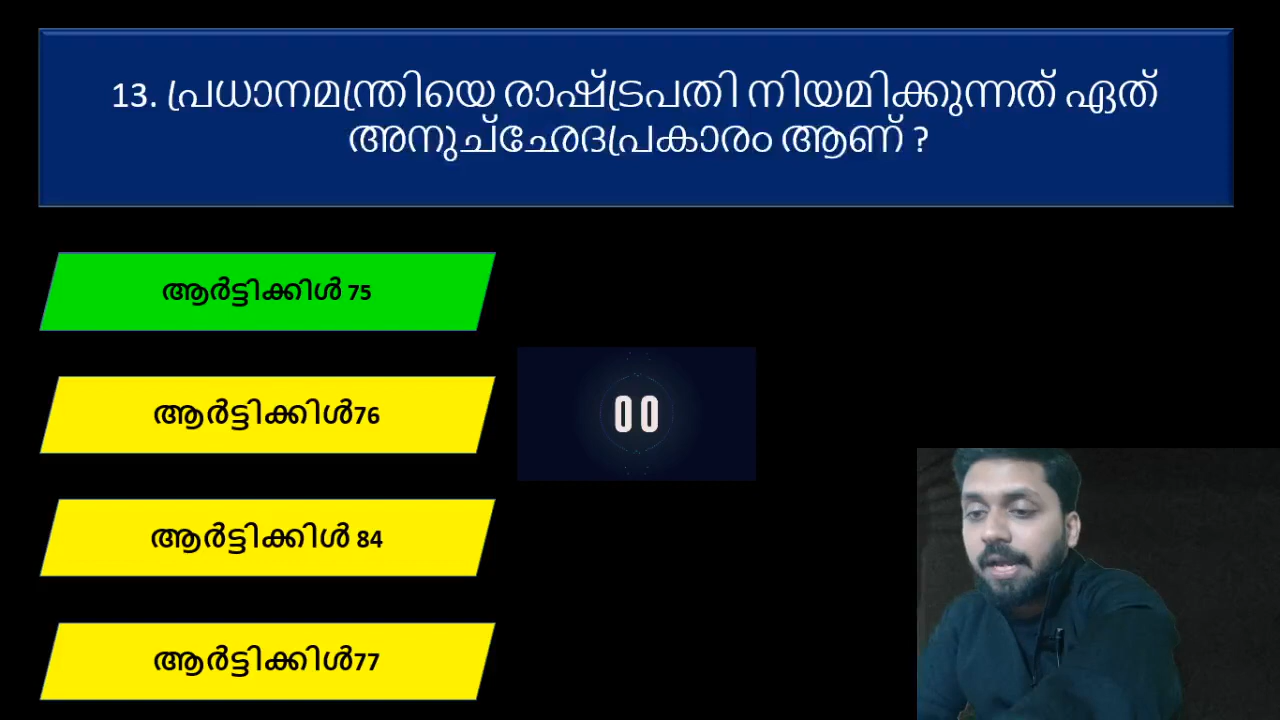 13. പ്രധാനമന്ത്രിയെ രാഷ്ട്രപതി നിയമിക്കുന്നത് ഏത്
അനുച്ഛേദപ്രകാരം ആണ് ?
ആർട്ടിക്കിൾ 75
ആർട്ടിക്കിൾ76
00
ആർട്ടിക്കിൾ 84
ആർട്ടിക്കിൾ77